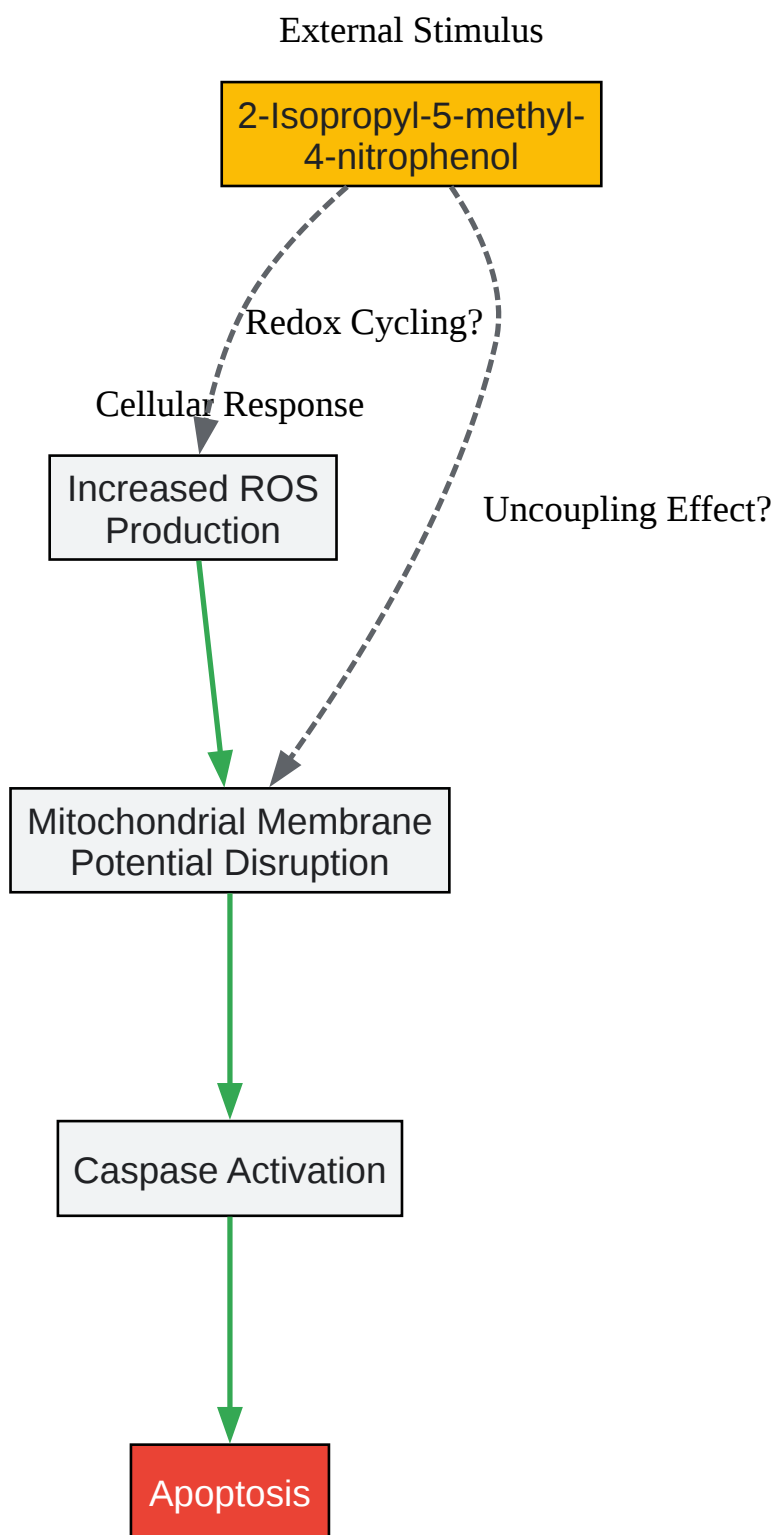 External Stimulus
2-Isopropyl-5-methyl-
4-nitrophenol
Redox Cycling?
Cellular Response
Increased ROS
Production
Uncoupling Effect?
Mitochondrial Membrane
Potential Disruption
Caspase Activation
Apoptosis